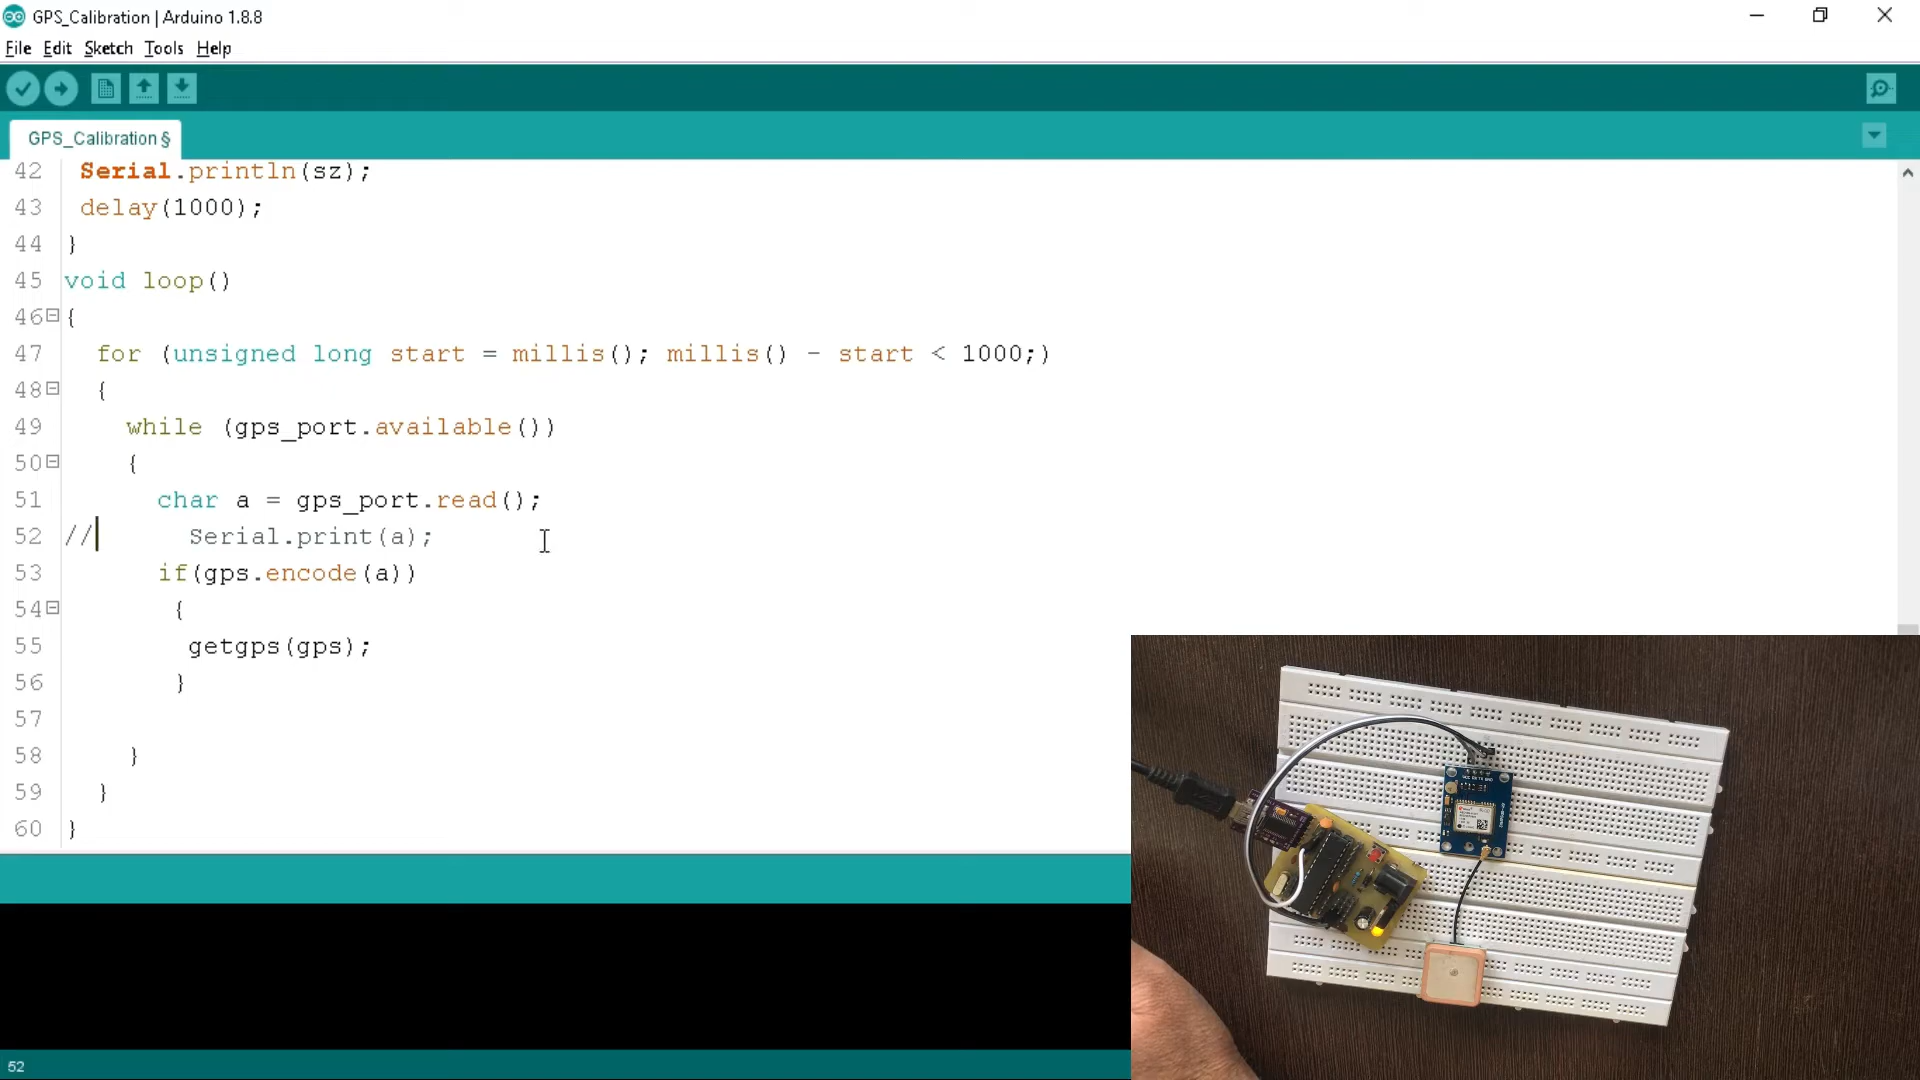 GPS_Calibration | Arduino 1.8.8
File Edit Sketch Tools Help
GPS_Calibration §
42 Serial.println(sz);
43 delay(1000);
44 }
45 void loop()
46 {
47 for (unsigned long start = millis(); millis() - start < 1000;)
48 {
49 while (gps_port.available())
50 {
51 char a = gps_port.read();
52 // Serial.print(a);
53 if(gps.encode(a))
54 {
55 getgps(gps);
56 }
57
58 }
59 }
60 }
52